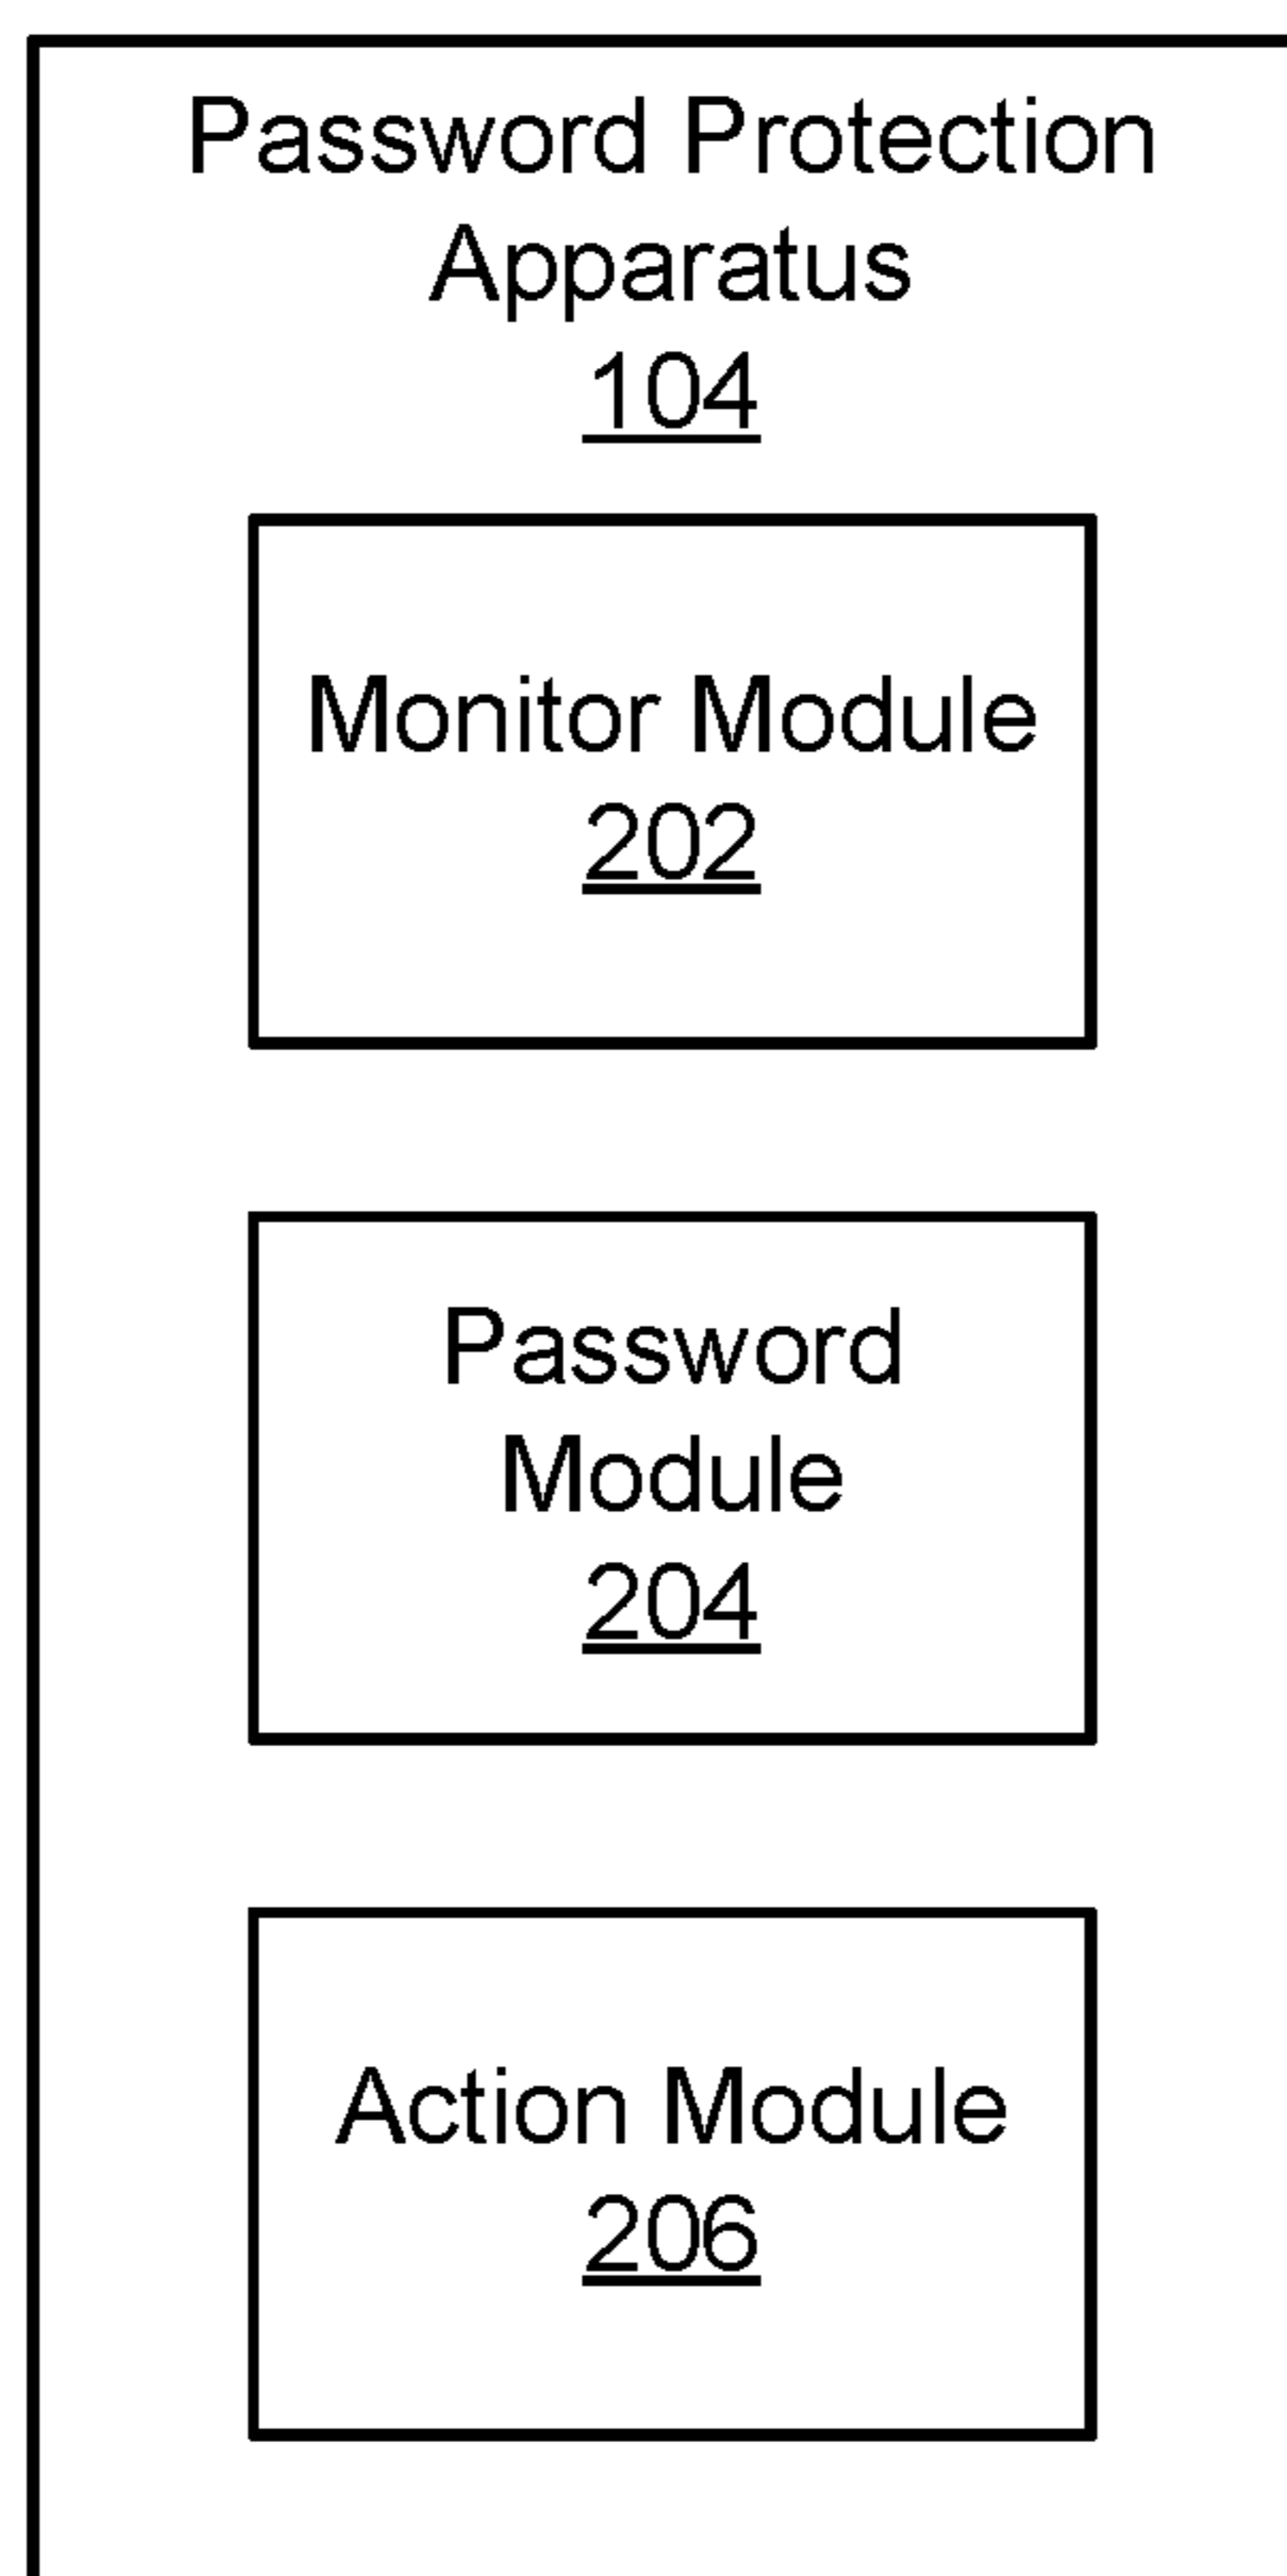 Password Protection
Apparatus
104
Monitor Module
202
Password
Module
204
Action Module
206